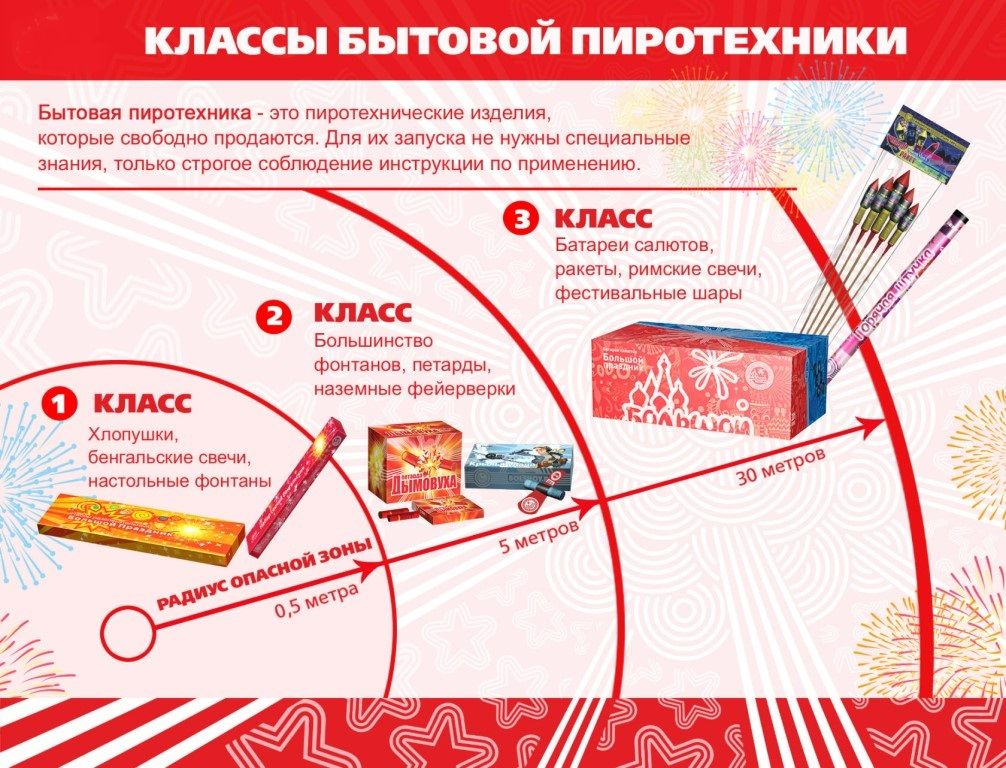 КЛАССЫ БЫТОВОЙ ПИРОТЕХНИКИ
Бытовая пиротехника - это пиротехнические изделия,
которые свободно продаются. Для их запуска не нужны специальные
знания, только строгое соблюдение инструкции по применению.
3 КЛАСС
Батареи салютов,
ракеты, римские свечи,
фестивальные шары
2 КЛАСС
Большинство
фонтанов, петарды,
наземные фейерверки
1 КЛАСС
Хлопушки,
бенгальские свечи,
настольные фонтаны
Большой
праздник
Большой праздник
ДЫМОВУХА
РАДИУС ОПАСНОЙ ЗОНЫ
0,5 метра
5 метров
30 метров